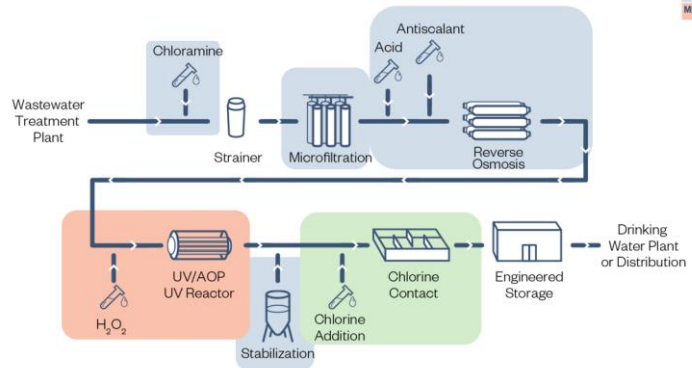 M
Chloramine
Acid
Antiscalant
Wastewater
Treatment
Plant
Strainer
Microfiltration
Reverse
Osmosis
H₂O₂
UV/AOP
UV Reactor
Stabilization
Chlorine
Addition
Chlorine
Contact
Engineered
Storage
Drinking
Water Plant
or Distribution